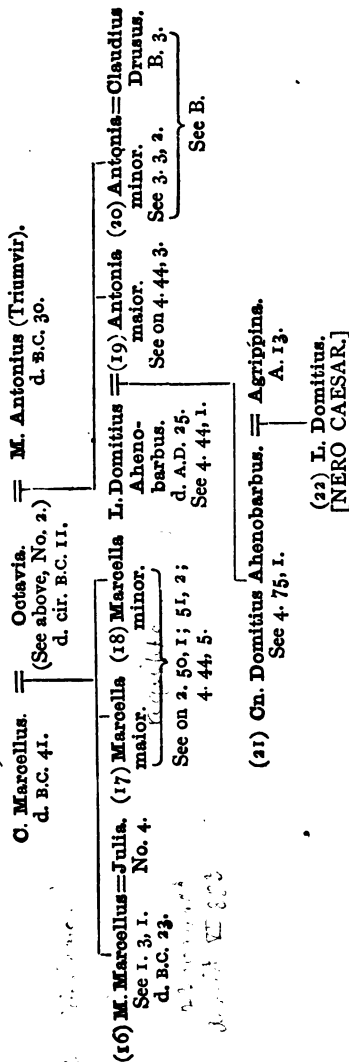 C. Marcellus. = Octavia. = M. Antonius (Triumvir).
d. B.C. 41. (See above, No. 2.) d. B.C. 30.
d. cir. B.C. 11.
(16) M. Marcellus=Julia. (17) Marcella (18) Marcella L. Domitius = (19) Antonia (20) Antonia=Claudius
See 1. 3, 1. No. 4. maior. minor. Aheno- maior. minor. Drusus.
d. B.C. 23. See on 2. 50, 1; 51, 2; barbus. See on 4. 44, 3. See 3. 3, 2. B. 3.
4. 44, 5. d. A.D. 25. See B.
See 4. 44, 1.
(21) Cn. Domitius Ahenobarbus. = Agrippina.
See 4. 75, 1. A. 13.
(22) L. Domitius.
[NERO CAESAR.]